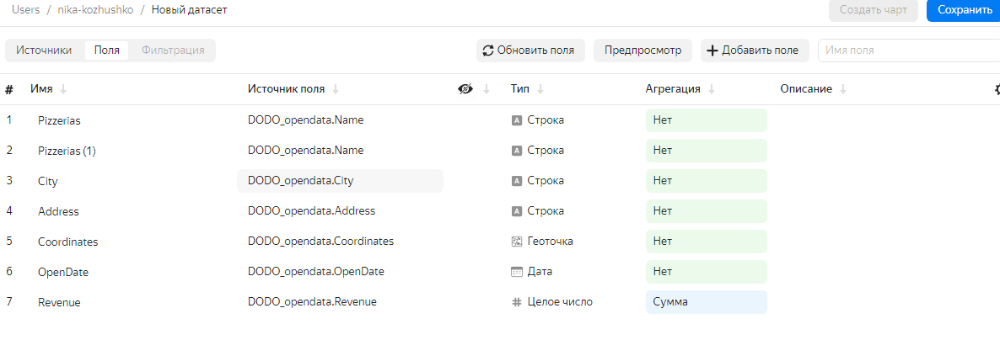 Users / nika-kozhushko / Новый датасет Создать чарт Сохранить
Источники Поля Фильтрация Обновить поля Предпросмотр Добавить поле Имя поля
# Имя Источник поля Тип Агрегация Описание
1 Pizzerias DODO_opendata.Name Строка Нет
2 Pizzerias (1) DODO_opendata.Name Строка Нет
3 City DODO_opendata.City Строка Нет
4 Address DODO_opendata.Address Строка Нет
5 Coordinates DODO_opendata.Coordinates Геоточка Нет
6 OpenDate DODO_opendata.OpenDate Дата Нет
7 Revenue DODO_opendata.Revenue Целое число Сумма